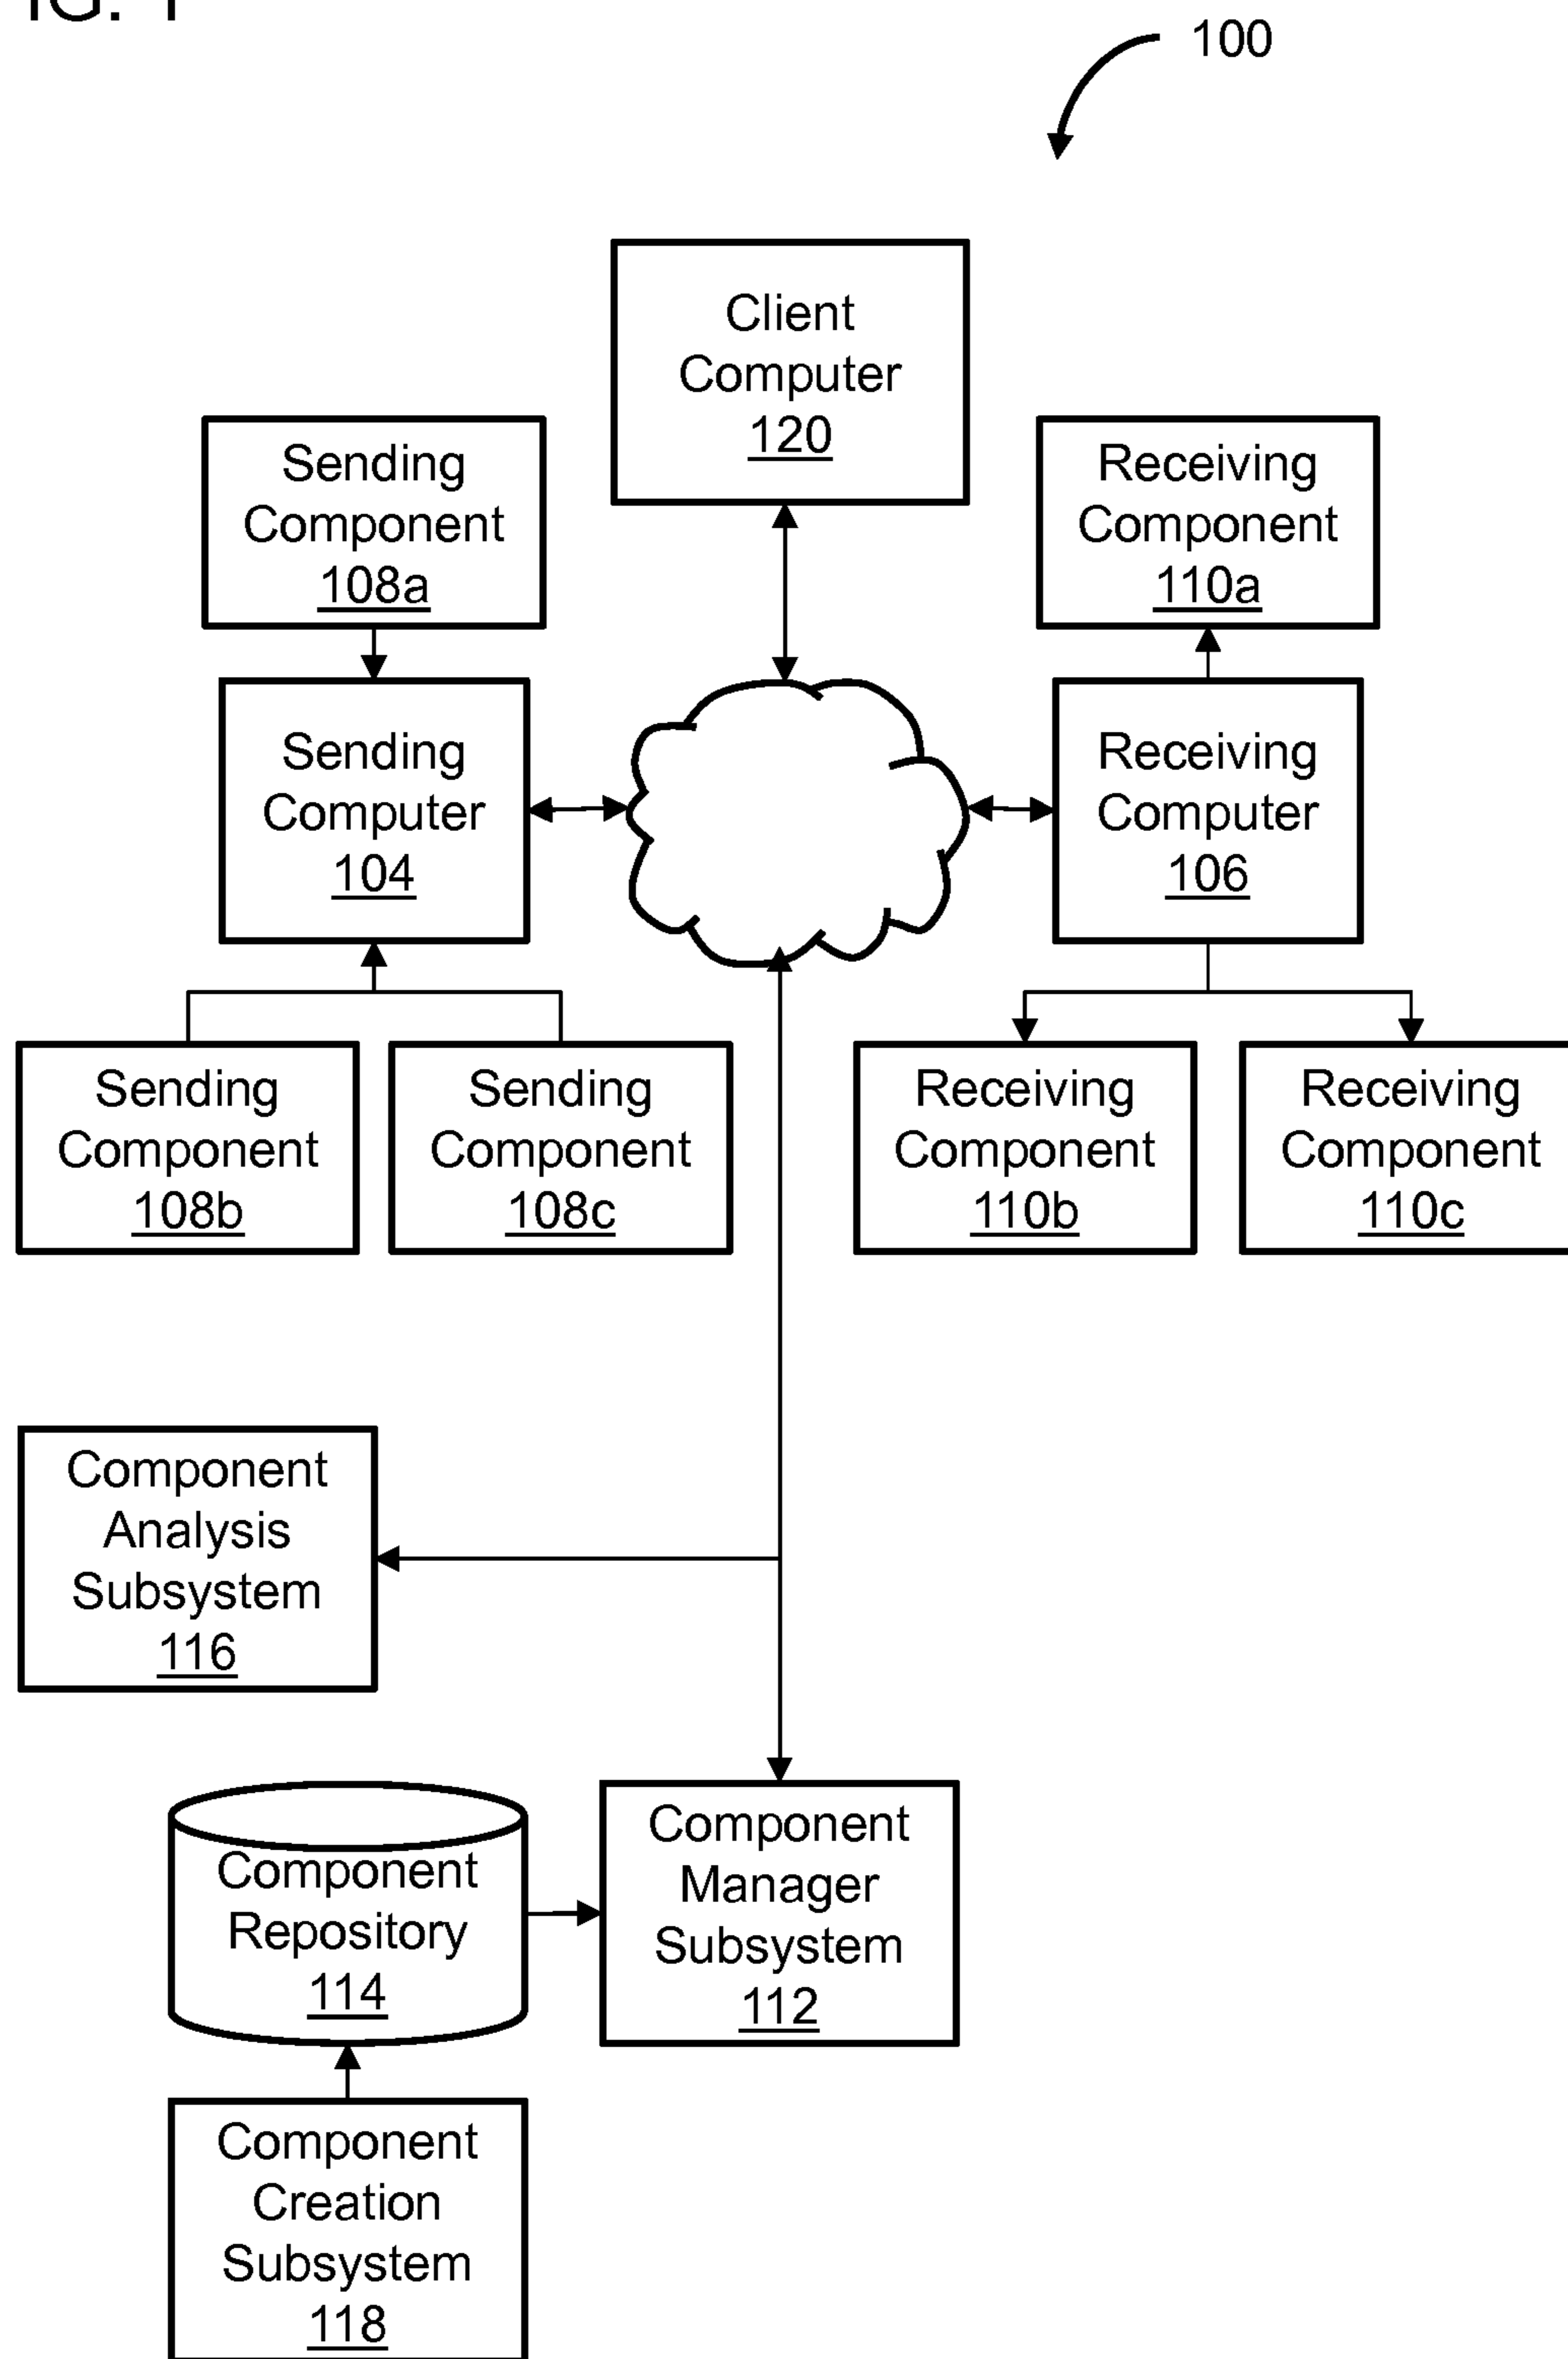 100
Client
Computer
120
Sending
Component
108a
Receiving
Component
110a
Sending
Computer
104
Receiving
Computer
106
Sending
Component
108b
Sending
Component
108c
Receiving
Component
110b
Receiving
Component
110c
Component
Analysis
Subsystem
116
Component
Repository
114
Component
Manager
Subsystem
112
Component
Creation
Subsystem
118